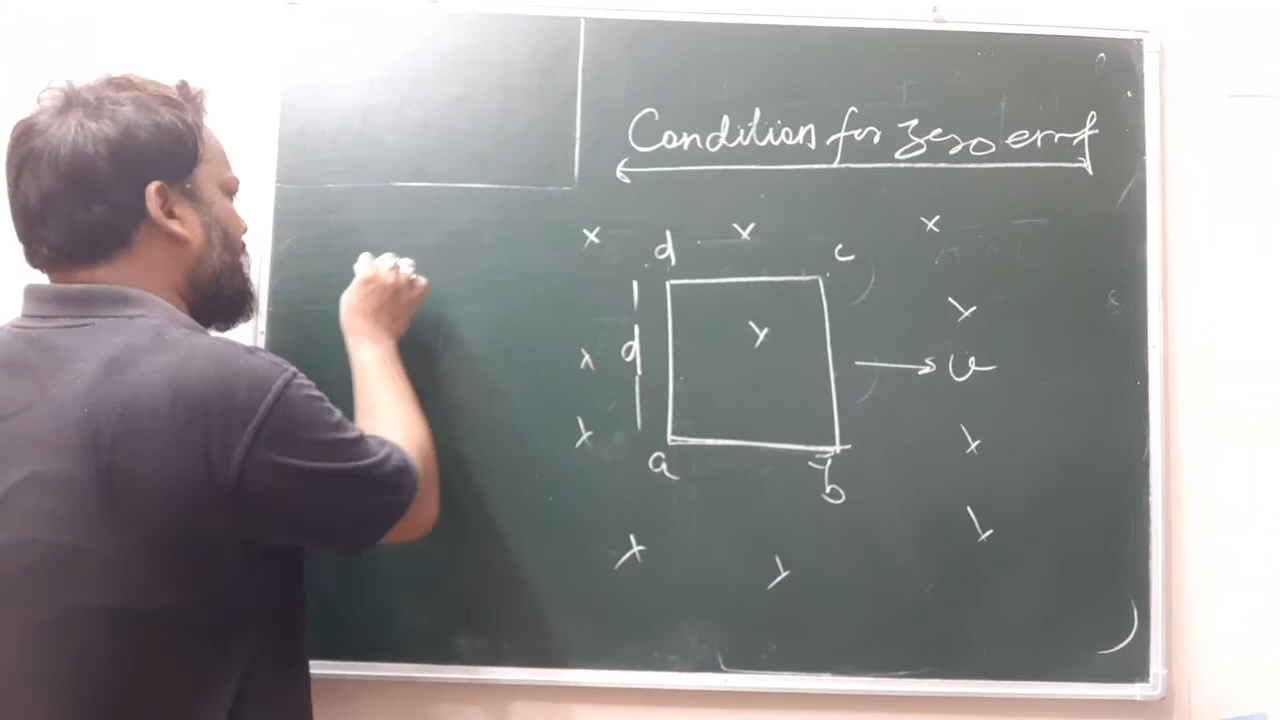 Condition for zero emf
x x x
d c
x
x
d x
v
x x
a b
x
x x